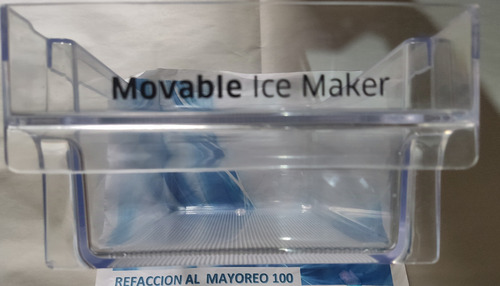 Movable Ice Maker
REFACCION AL MAYOREO 100